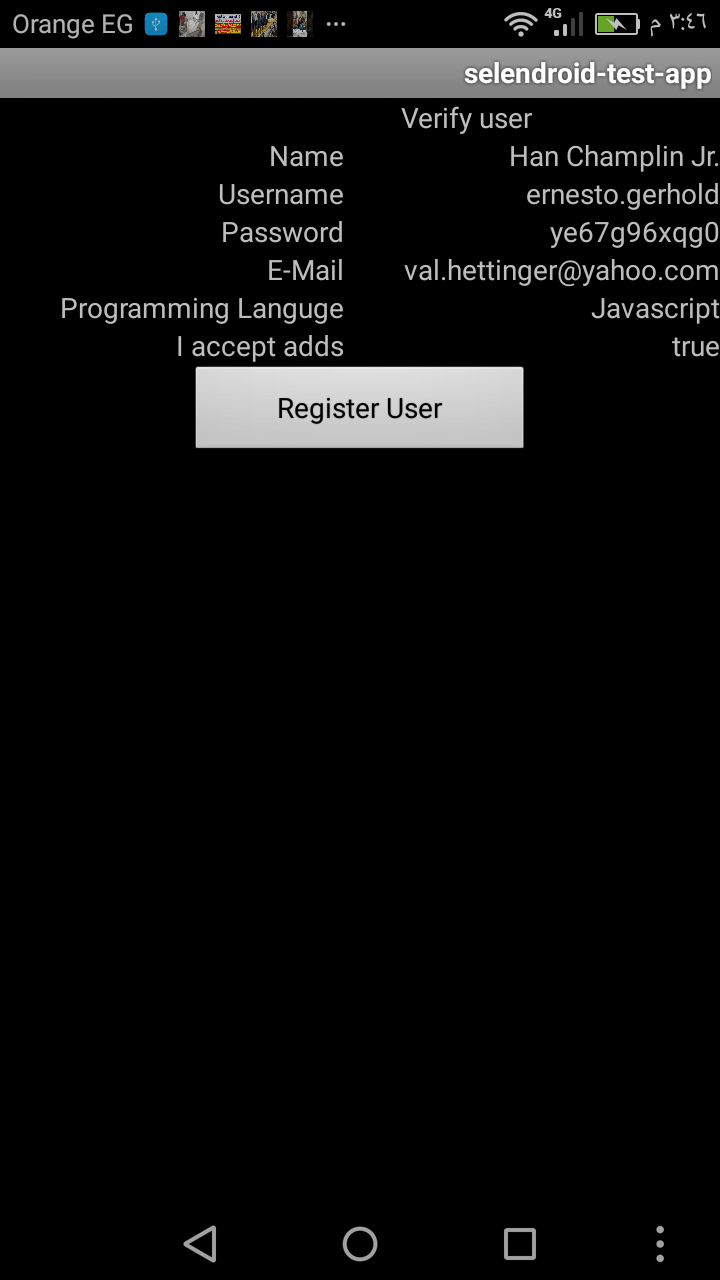 Orange EG
4G
٣:٤٦ م
selendroid-test-app
Verify user
Name Han Champlin Jr.
Username ernesto.gerhold
Password ye67g96xqg0
E-Mail val.hettinger@yahoo.com
Programming Languge Javascript
I accept adds true
Register User